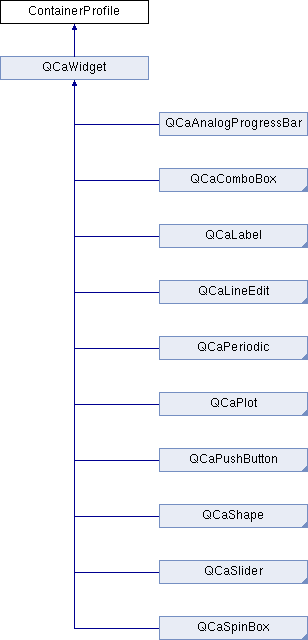 ContainerProfile
QCaWidget
QCaAnalogProgressBar
QCaComboBox
QCaLabel
QCaLineEdit
QCaPeriodic
QCaPlot
QCaPushButton
QCaShape
QCaSlider
QCaSpinBox